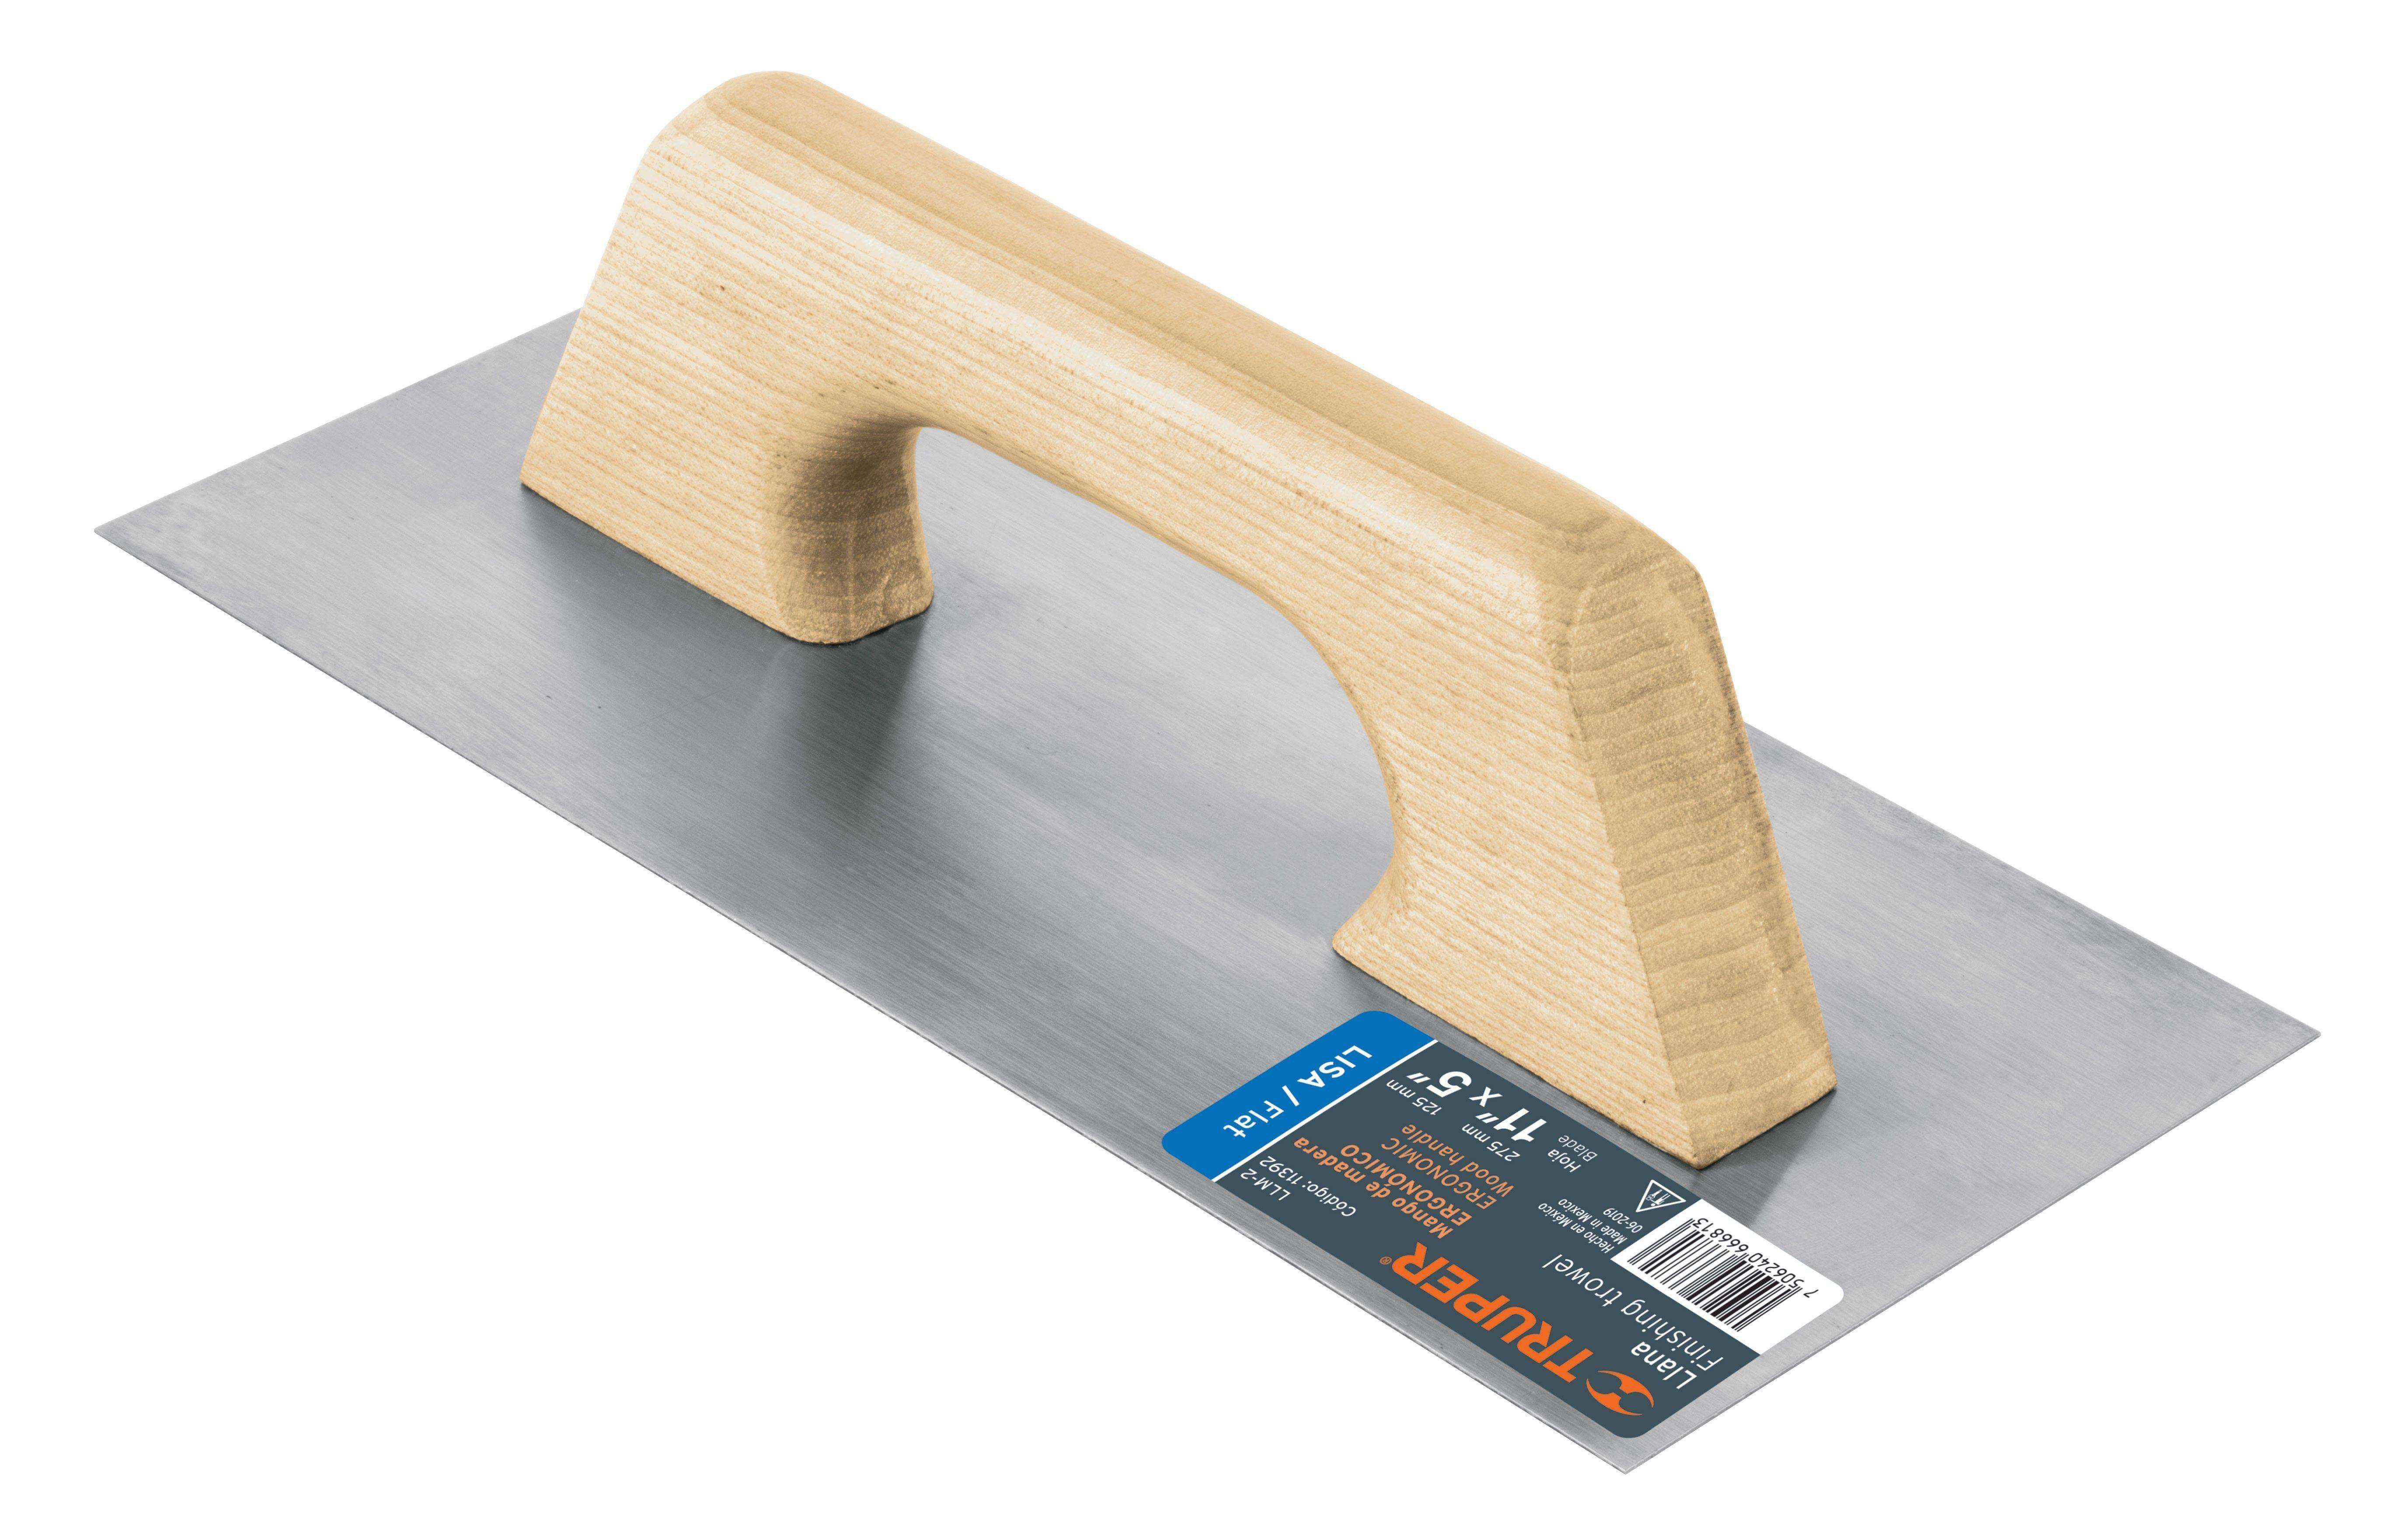 TRUPER®
Llana
Finishing trowel
Mango de madera
ERGONÓMICO
ERGONOMIC
Wood handle
Hecho en México
Made in Mexico
06-2019
7 506240 666813
Código: 11392
LLM-2
Hoja
Blade
275 mm
125 mm
11” x 5”
LISA / Flat